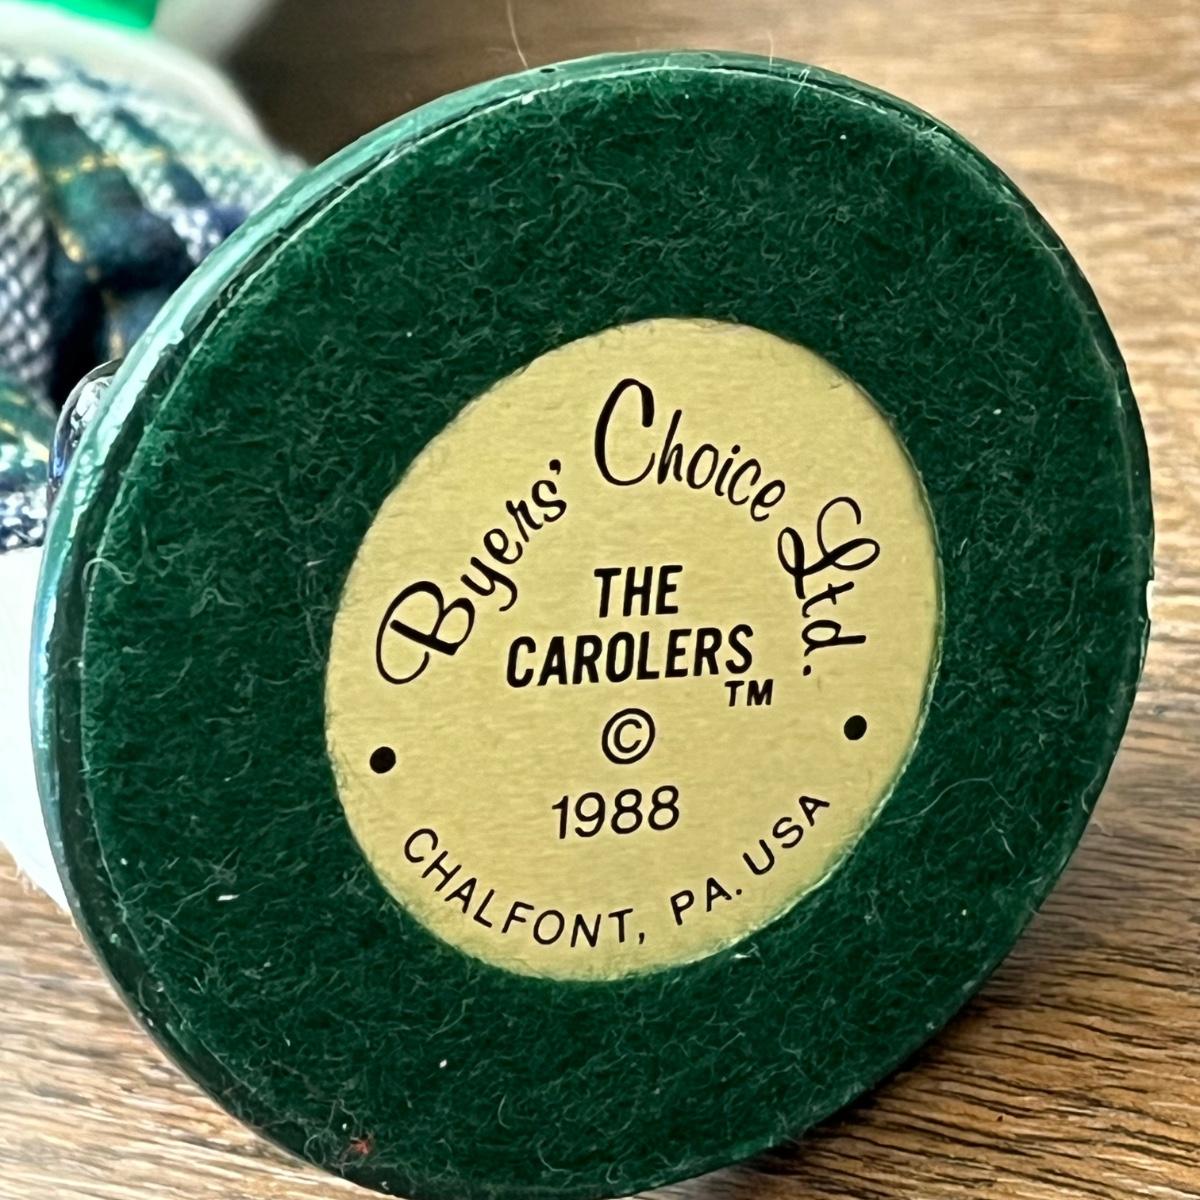 Byers' Choice Ltd.
THE
CAROLERS
TM
©
1988
• CHALFONT, PA. USA •